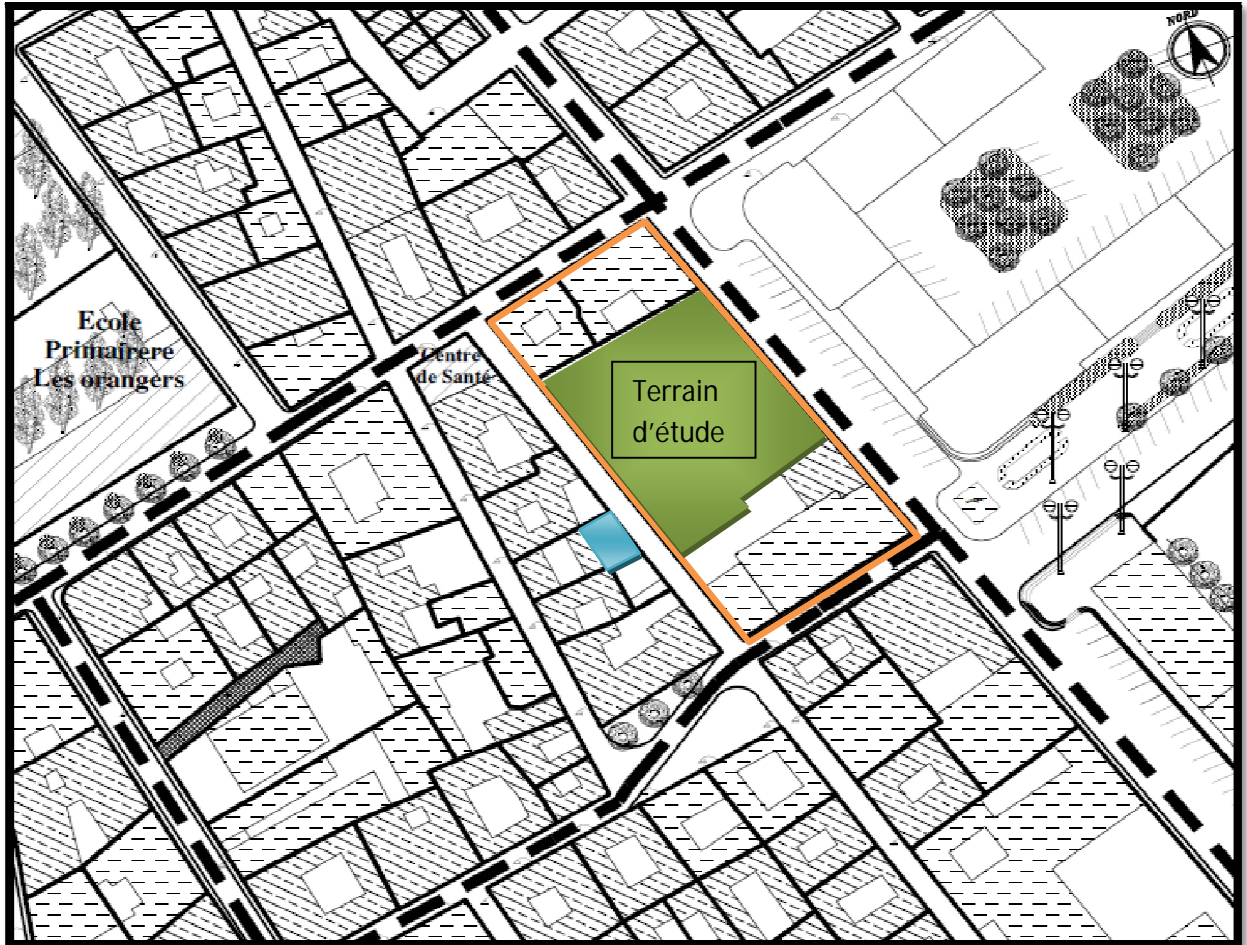 NORD
Ecole
Primairere
Les orangers
Centre
de Santé
Terrain
d'étude